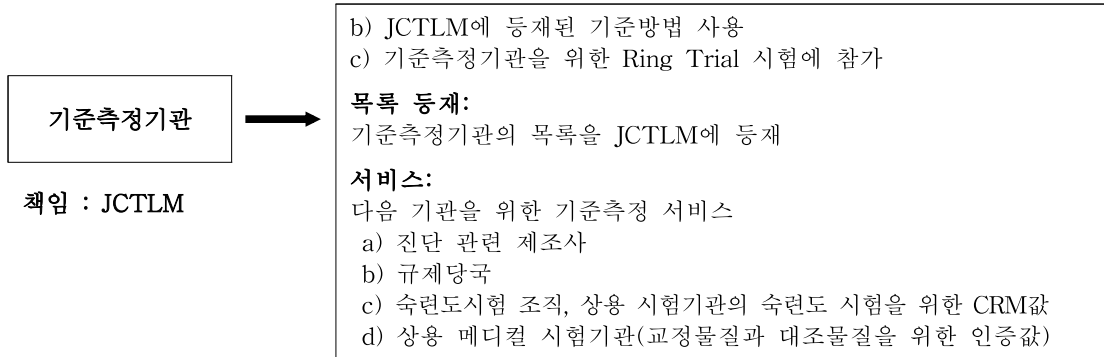 기준측정기관
책임 : JCTLM
b) JCTLM에 등재된 기준방법 사용
c) 기준측정기관을 위한 Ring Trial 시험에 참가
목록 등재:
기준측정기관의 목록을 JCTLM에 등재
서비스:
다음 기관을 위한 기준측정 서비스
a) 진단 관련 제조사
b) 규제당국
c) 숙련도시험 조직, 상용 시험기관의 숙련도 시험을 위한 CRM값
d) 상용 메디컬 시험기관(교정물질과 대조물질을 위한 인증값)